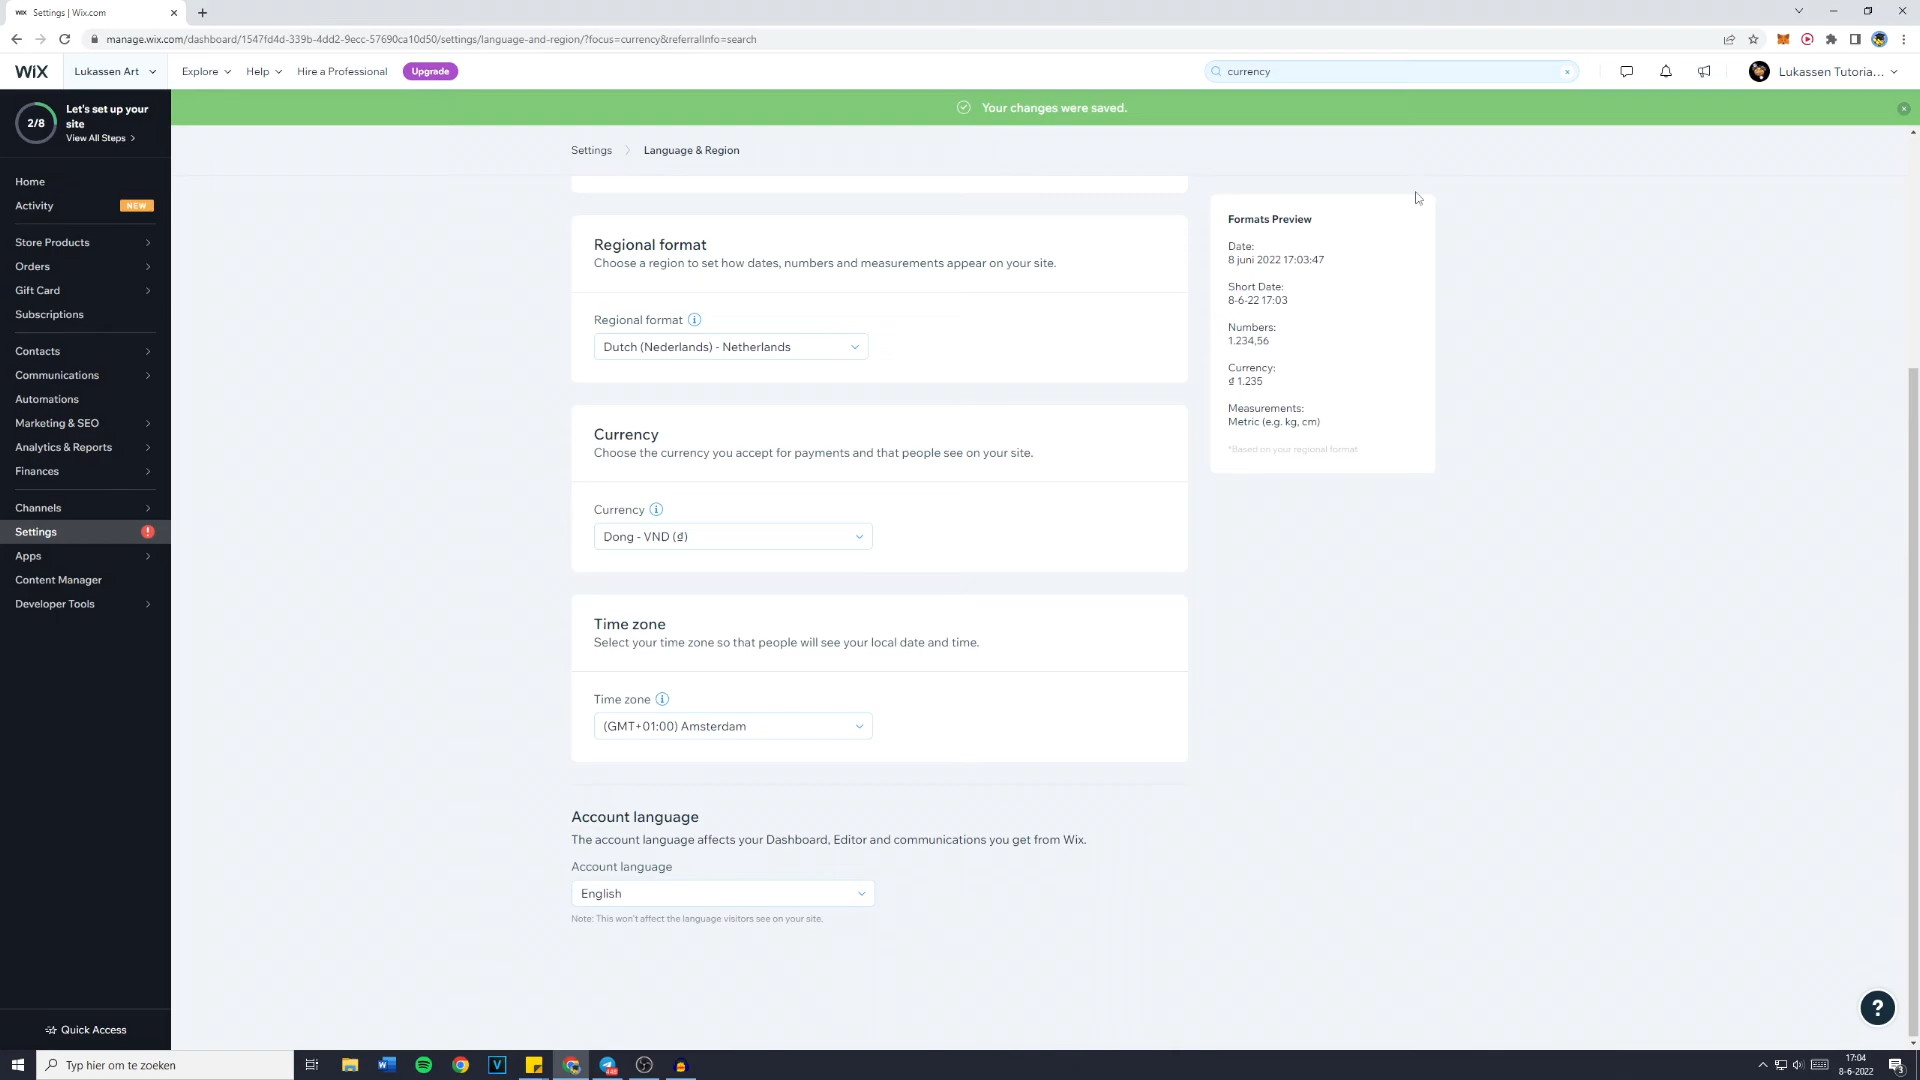 Settings | Wix.com
manage.wix.com/dashboard/1547fd4d-339b-4dd2-9ecc-57690ca10d50/settings/language-and-region/?focus=currency&referralInfo=search
WIX
Lukassen Art
Explore
Help
Hire a Professional
Upgrade
currency
Lukassen Tutoria...
2/8
Let's set up your
site
View All Steps
Your changes were saved.
Settings
Language & Region
Home
Activity
NEW
Store Products
Orders
Gift Card
Subscriptions
Contacts
Communications
Automations
Marketing & SEO
Analytics & Reports
Finances
Channels
Settings
Apps
Content Manager
Developer Tools
Quick Access
Regional format
Choose a region to set how dates, numbers and measurements appear on your site.
Regional format
Dutch (Nederlands) - Netherlands
Currency
Choose the currency you accept for payments and that people see on your site.
Currency
Dong - VND (₫)
Time zone
Select your time zone so that people will see your local date and time.
Time zone
(GMT+01:00) Amsterdam
Account language
The account language affects your Dashboard, Editor and communications you get from Wix.
Account language
English
Note: This won't affect the language visitors see on your site.
Formats Preview
Date:
8 juni 2022 17:03:47
Short Date:
8-6-22 17:03
Numbers:
1.234,56
Currency:
₫ 1.235
Measurements:
Metric (e.g. kg, cm)
*Based on your regional format
?
Typ hier om te zoeken
17:04
8-6-2022